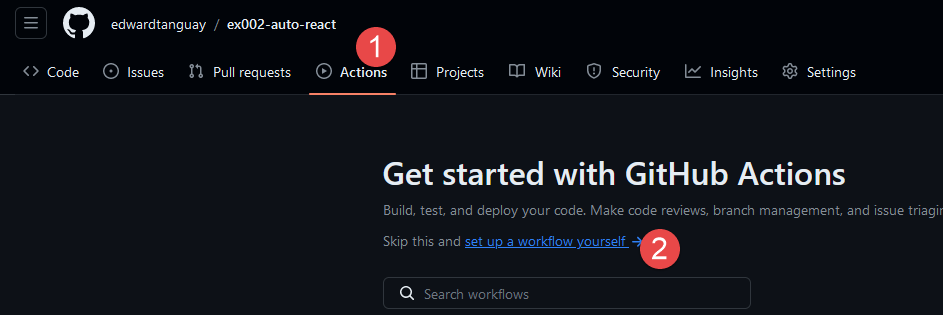 edwardtanguay / ex002-auto-react
1
Code Issues Pull requests Actions Projects Wiki Security Insights Settings
Get started with GitHub Actions
Build, test, and deploy your code. Make code reviews, branch management, and issue triaging
Skip this and set up a workflow yourself →
2
Search workflows